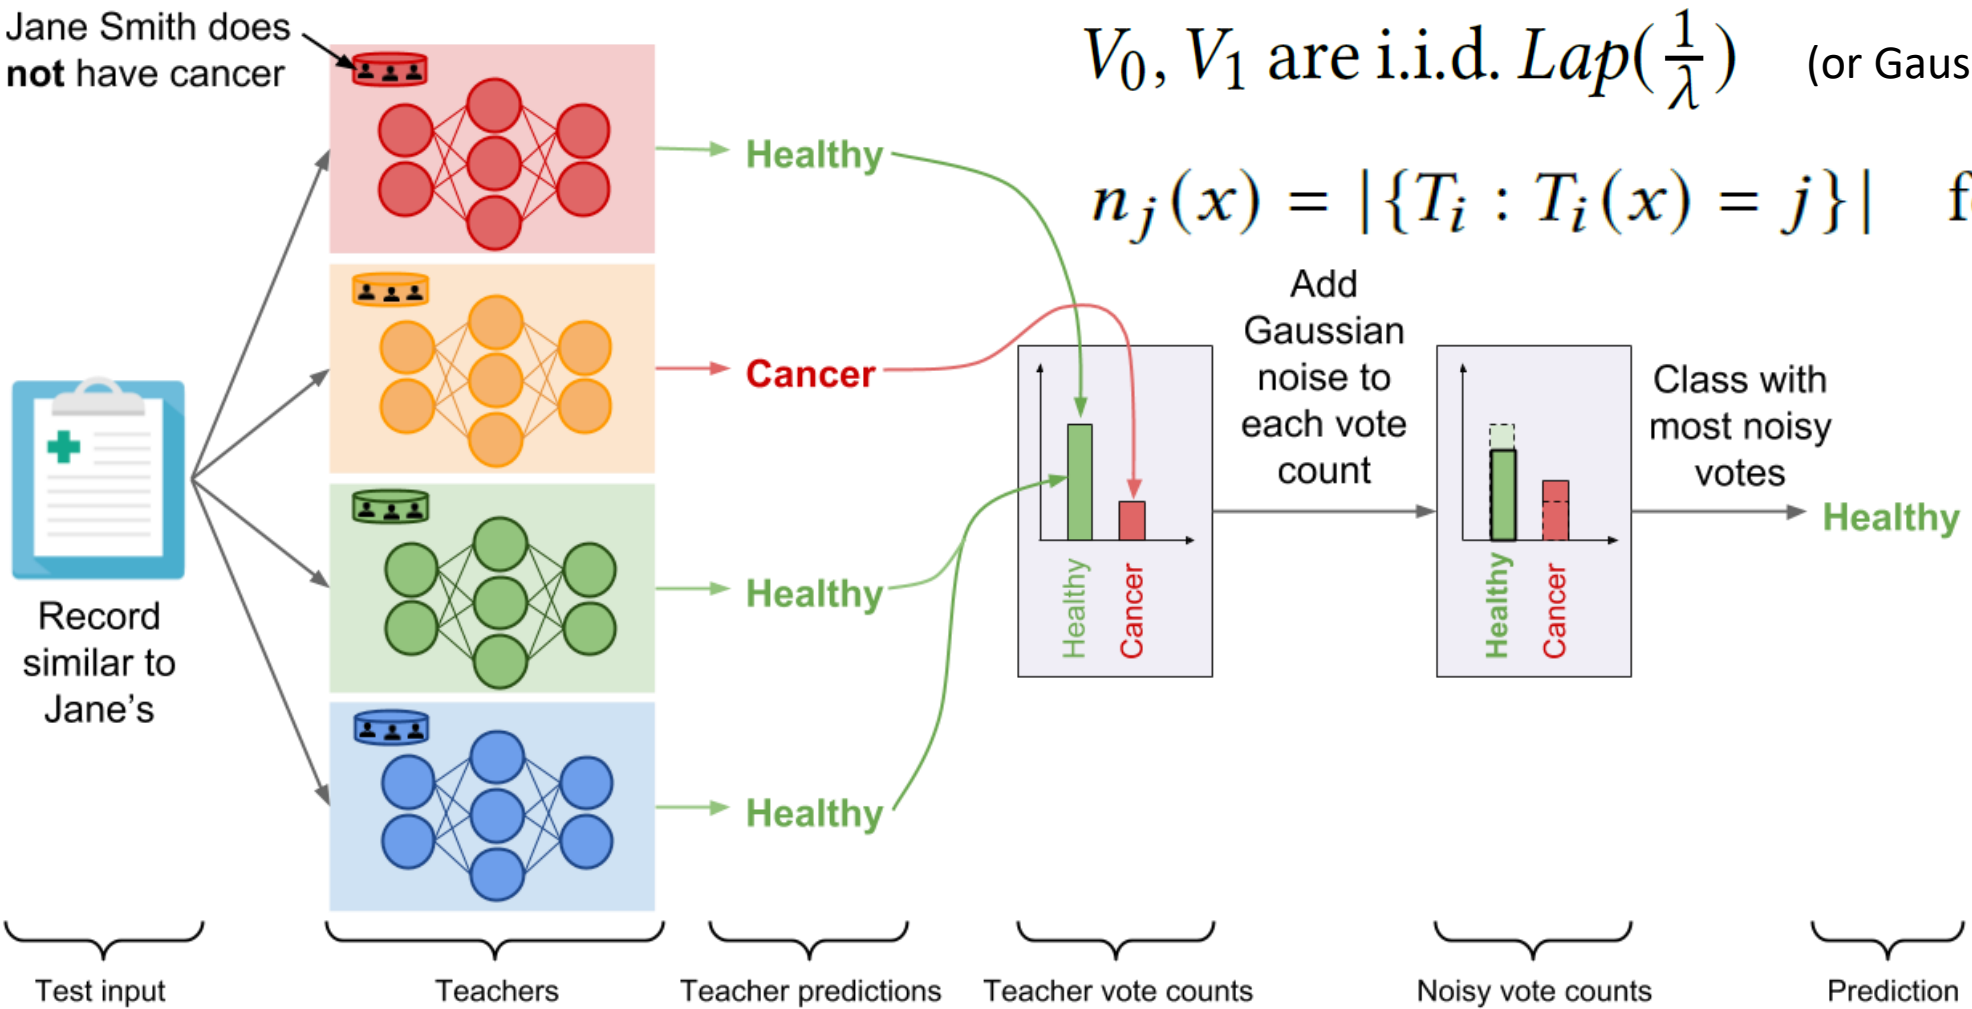 Jane Smith does
not have cancer
V₀, V₁ are i.i.d. Lap(1/λ) (or Gaus
n_j(x) = |{T_i : T_i(x) = j}|
Healthy
Cancer
Healthy
Healthy
Record
similar to
Jane's
Add
Gaussian
noise to
each vote
count
Class with
most noisy
votes
Healthy
Healthy
Cancer
Healthy
Cancer
Test input
Teachers
Teacher predictions
Teacher vote counts
Noisy vote counts
Prediction